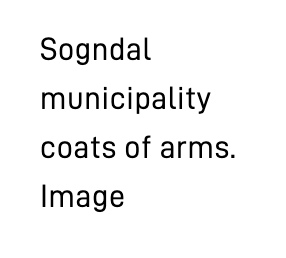 Sogndal
municipality
coats of arms.
Image